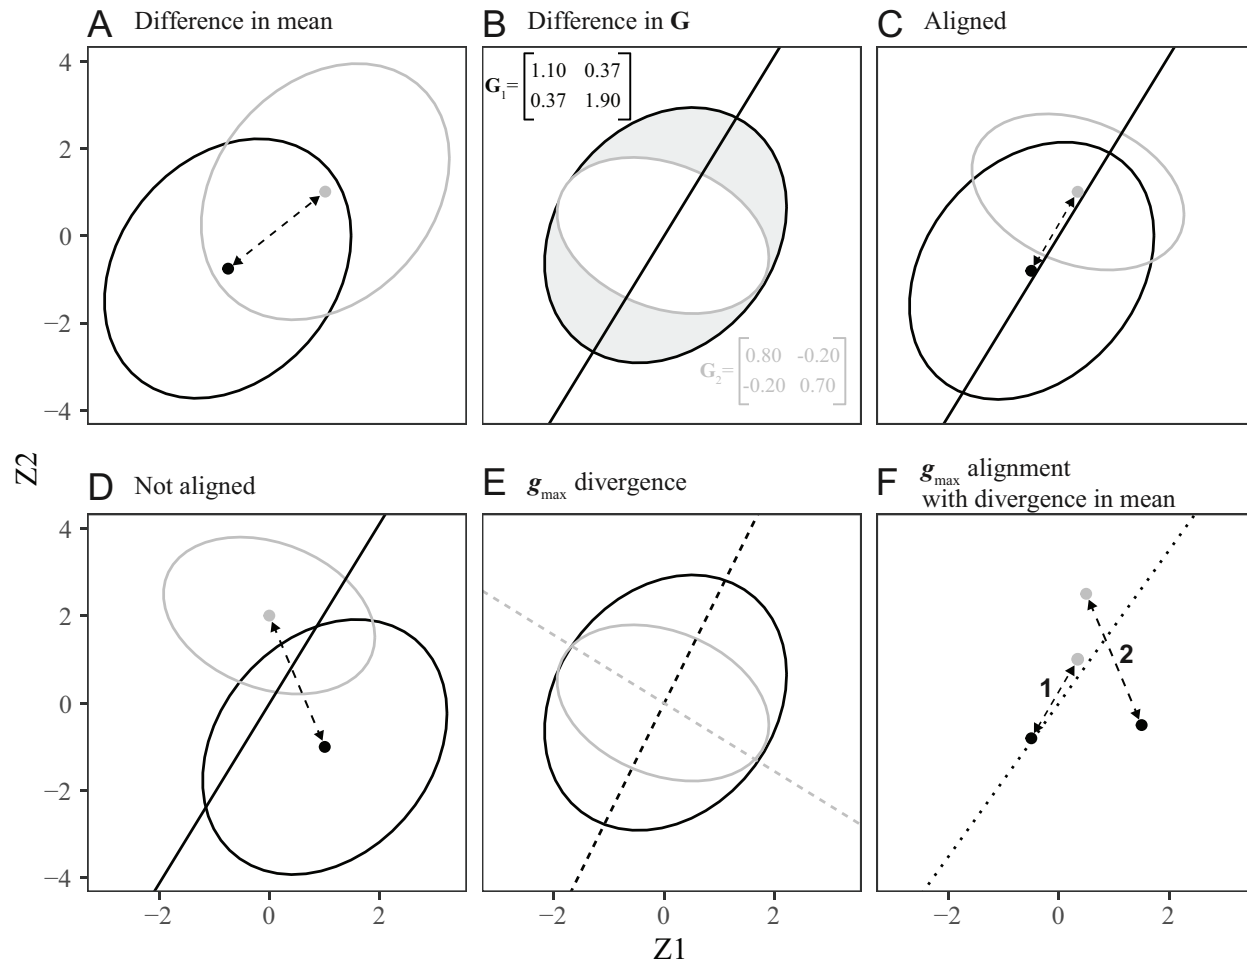 A Difference in mean
B Difference in G
C Aligned
G1= [1.10 0.37
0.37 1.90]
G2= [0.80 -0.20
-0.20 0.70]
4
2
0
−2
−4
Z2
D Not aligned
E gmax divergence
F gmax alignment
with divergence in mean
4
2
0
−2
−4
1
2
−2 0 2
−2 0 2
−2 0 2
Z1